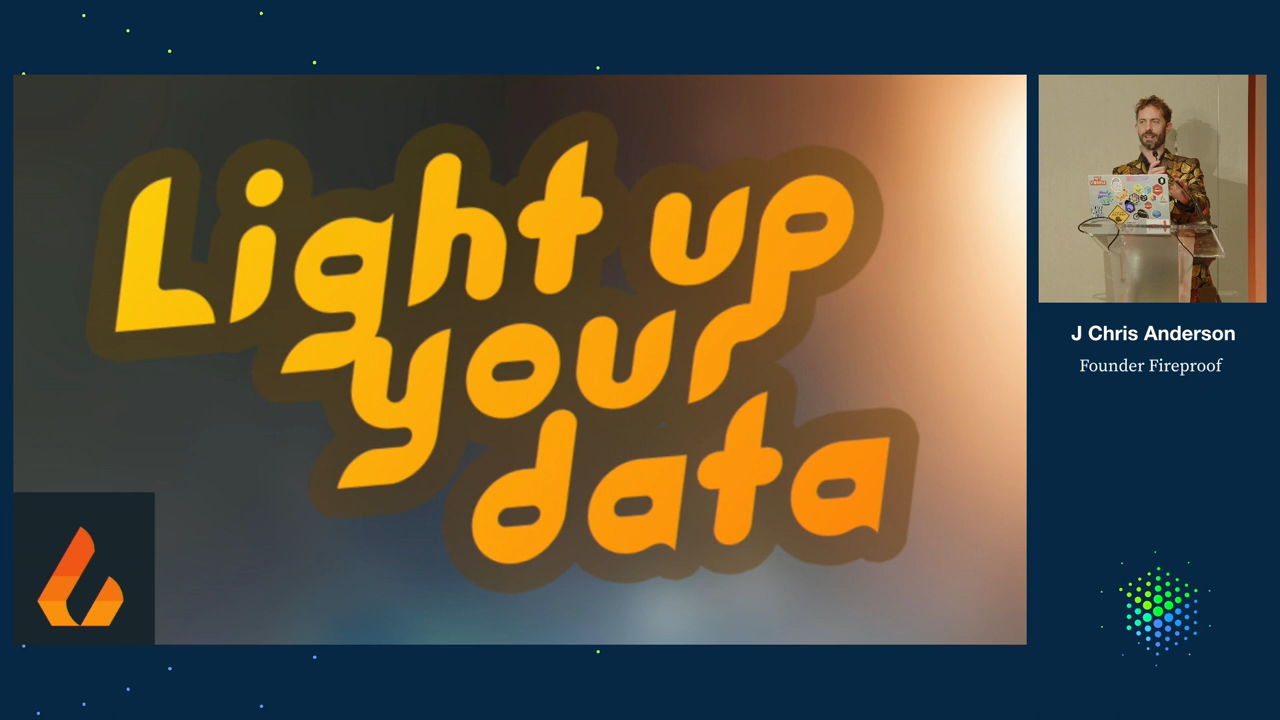 Light up
your
data
J Chris Anderson
Founder Fireproof